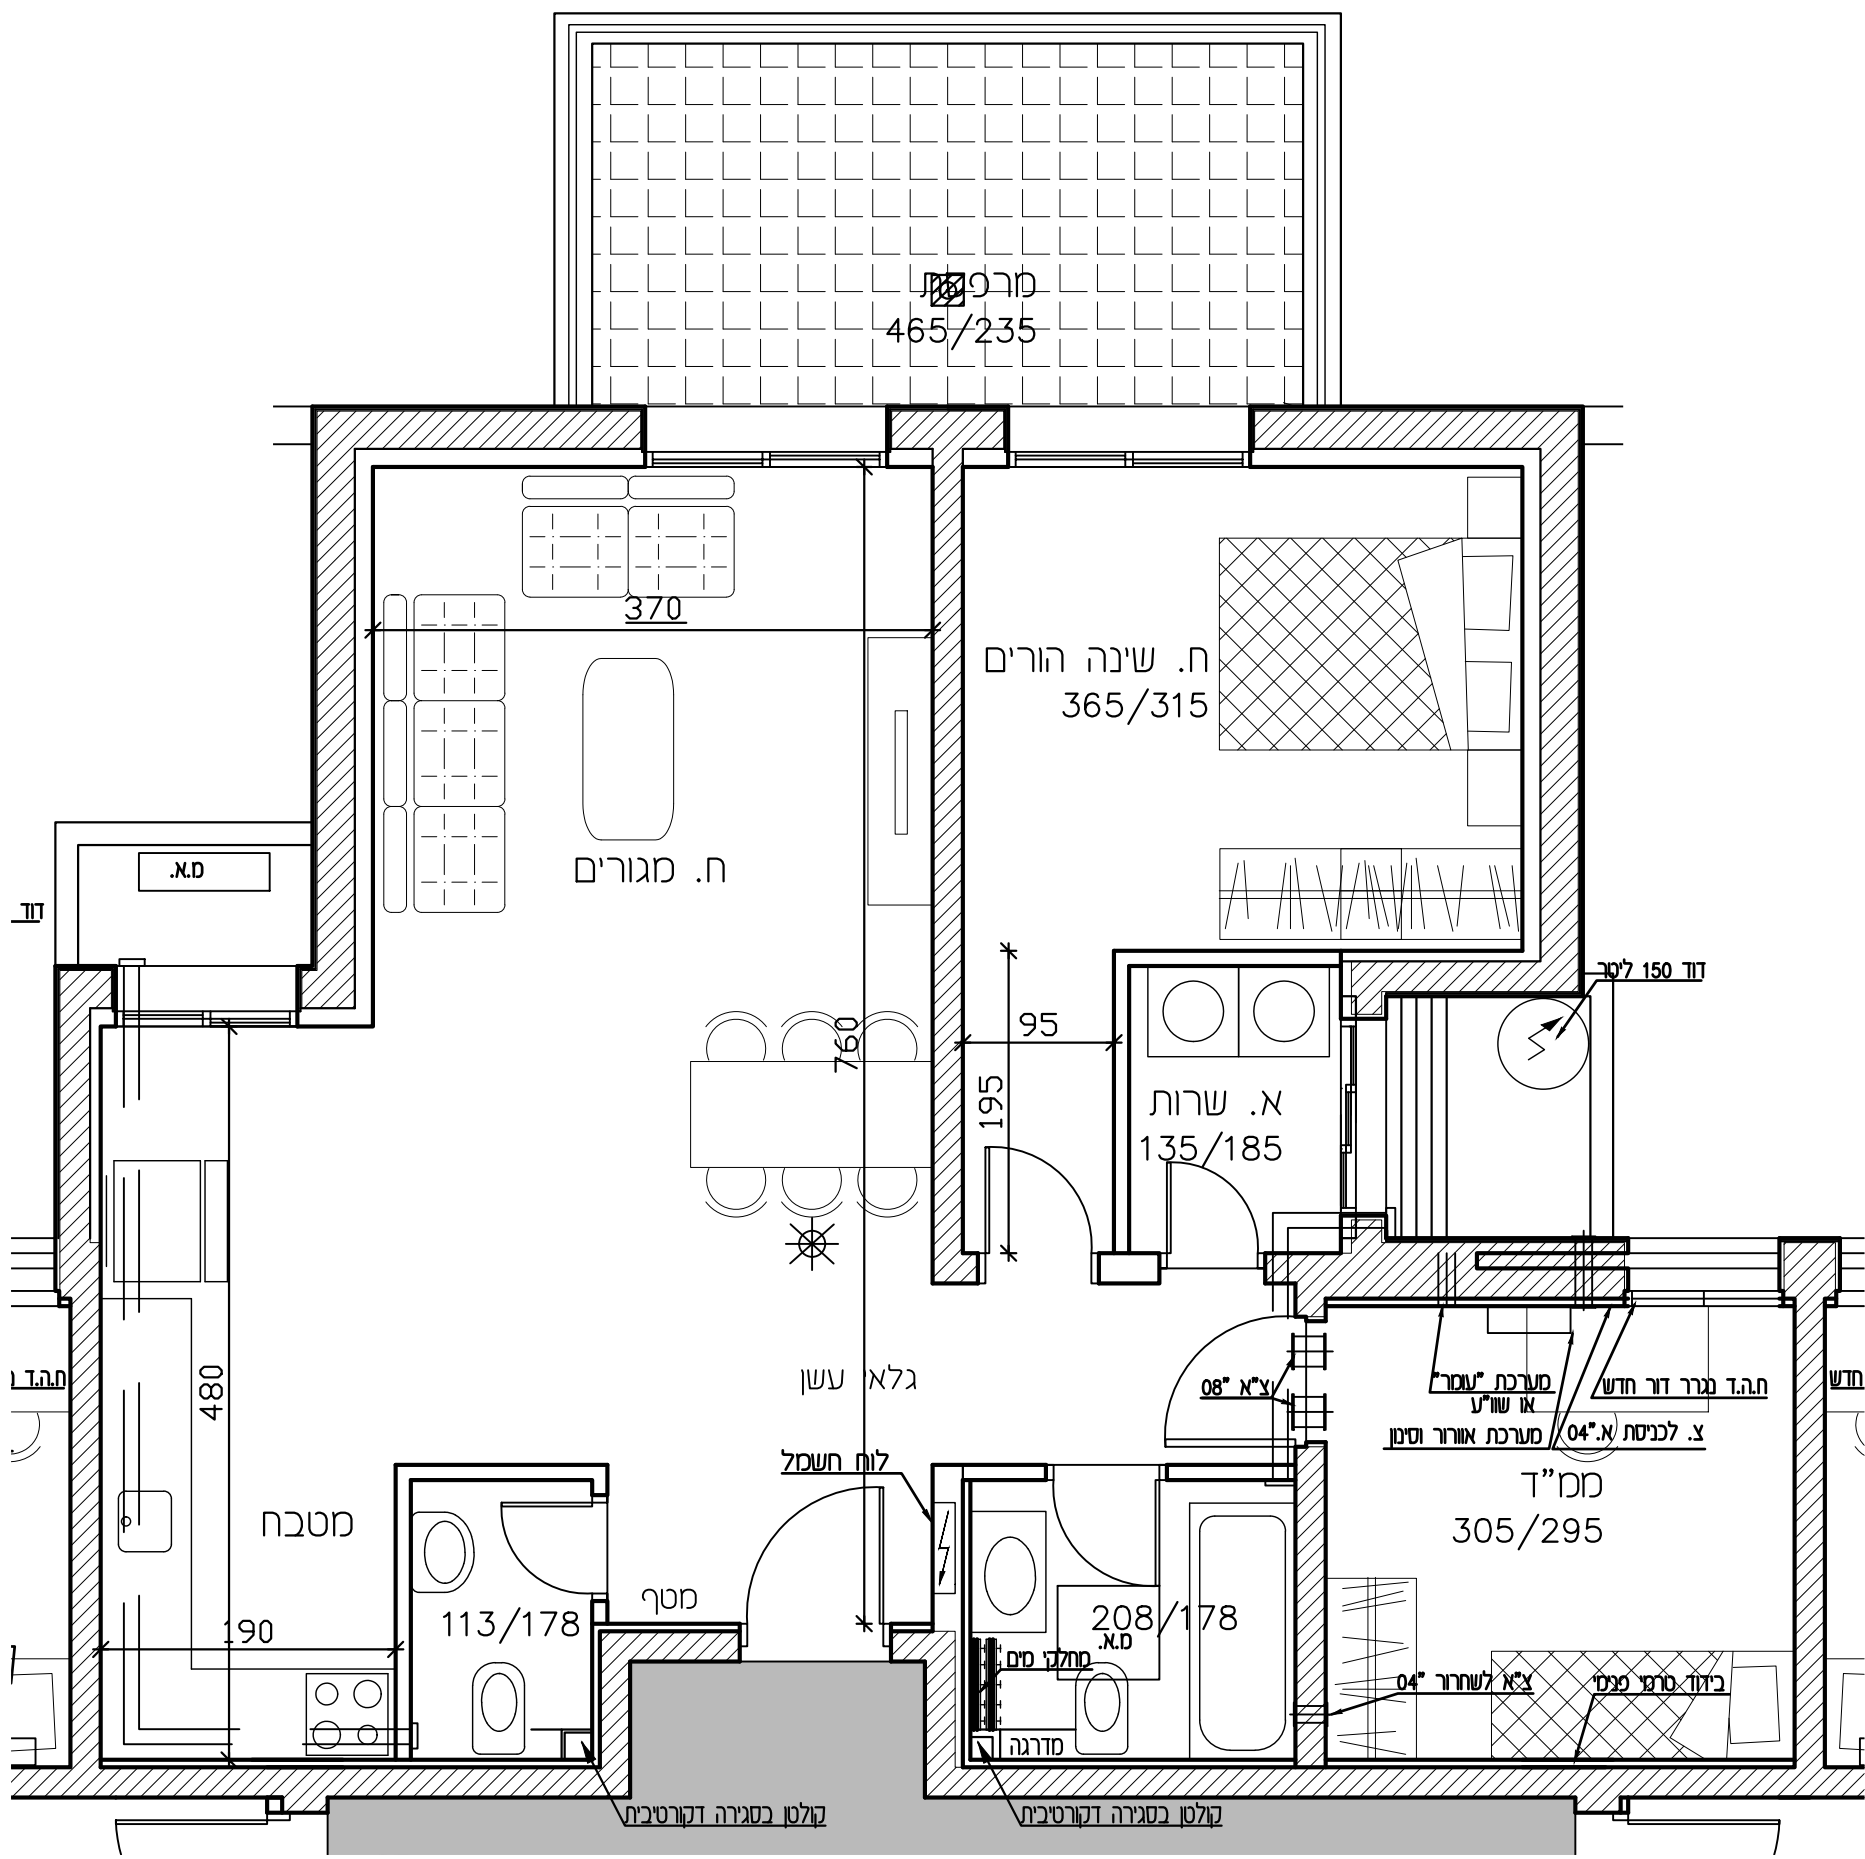 מרפסת
465/235
370
ח. שינה הורים
365/315
מ.א.
ח. מגורים
דוד
דוד 150 ליטר
95
760
195
א. שרות
135/185
480
גלאי עשן
צ"א "08
מערכת "עומר"
או שוו"ע
מערכת אוורור וסינון
ח.ה.ד נגרר דור חדש
צ. לכניסת א."04
ח.ה.ד
חדש
לוח חשמל
ממ"ד
305/295
מטבח
מטף
113/178
208/178
מ.א.
190
מחלקי מים
צ"א לשחרור "04
בידוד טרמי פנימי
מדרגה
קולטן בסגירה דקורטיבית
קולטן בסגירה דקורטיבית